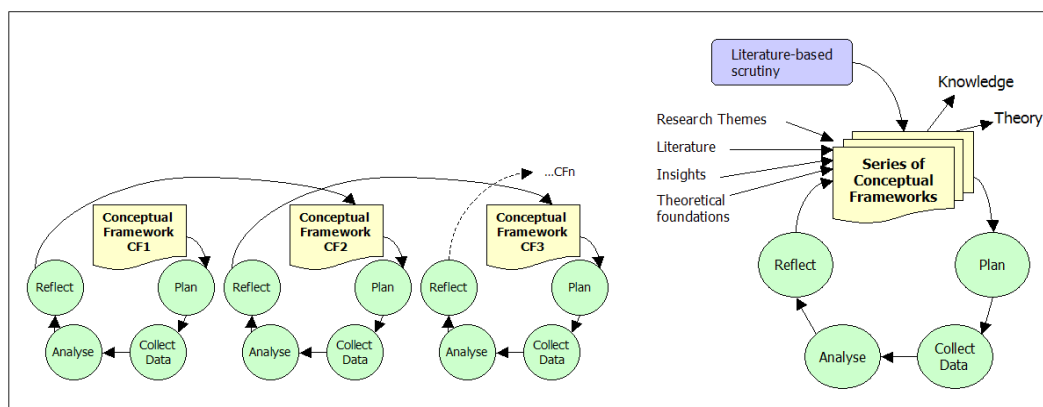 Conceptual
Framework
CF1
Reflect
Plan
Analyse
Collect
Data
Conceptual
Framework
CF2
Reflect
Plan
Analyse
Collect
Data
...CFn
Conceptual
Framework
CF3
Reflect
Plan
Analyse
Collect
Data
Literature-based
scrutiny
Knowledge
Theory
Research Themes
Literature
Insights
Theoretical
foundations
Series of
Conceptual
Frameworks
Reflect
Plan
Analyse
Collect
Data